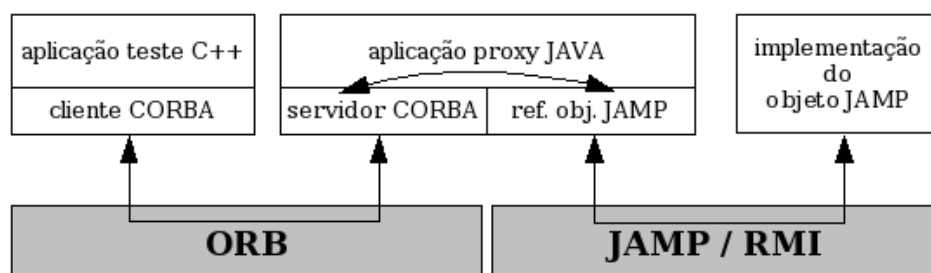 aplicação teste C++
cliente CORBA
aplicação proxy JAVA
servidor CORBA
ref. obj. JAMP
implementação
do
objeto JAMP
ORB
JAMP / RMI